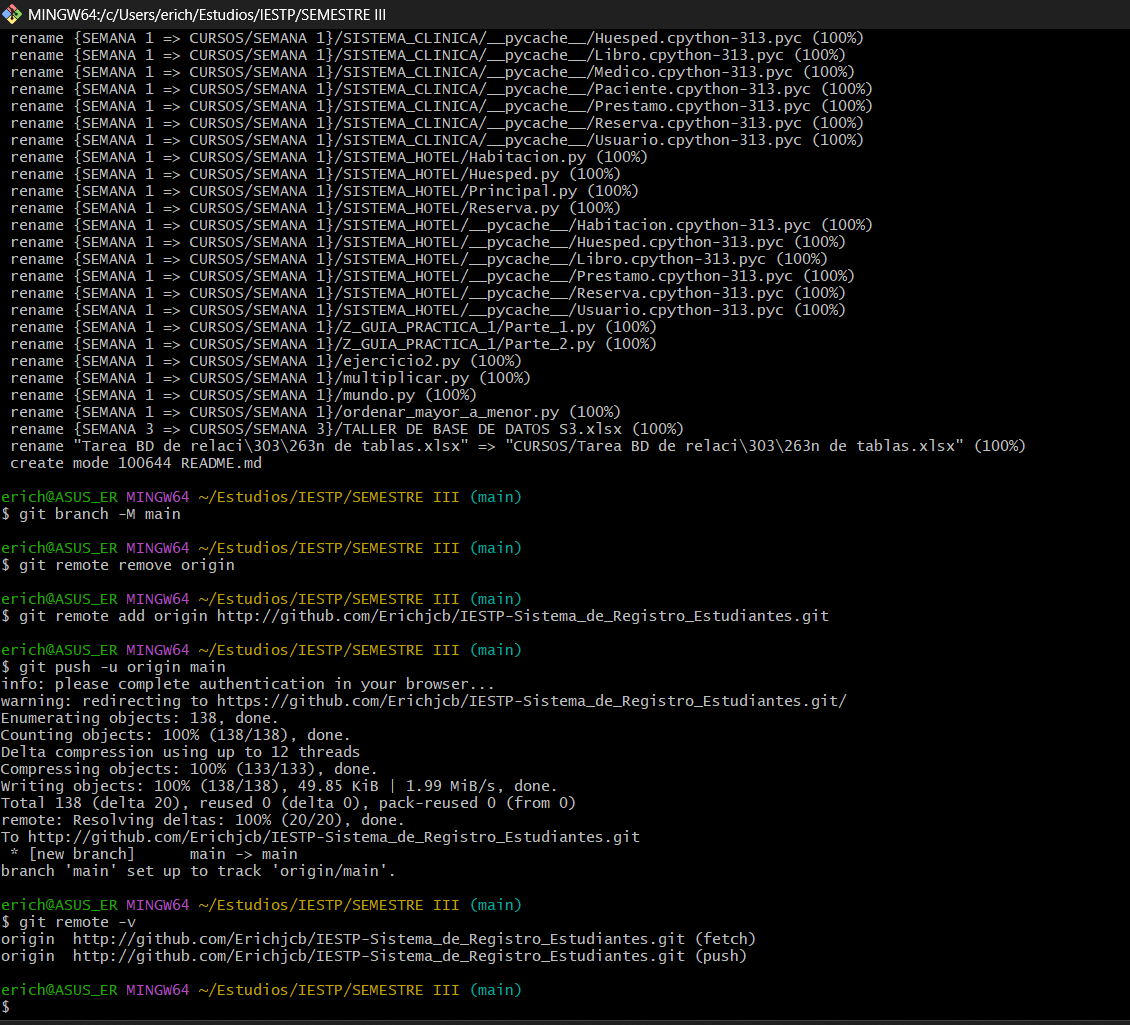 MINGW64:/c/Users/erich/Estudios/IESTP/SEMESTRE III
rename {SEMANA 1 => CURSOS/SEMANA 1}/SISTEMA_CLINICA/__pycache__/Huesped.cpython-313.pyc (100%)
rename {SEMANA 1 => CURSOS/SEMANA 1}/SISTEMA_CLINICA/__pycache__/Libro.cpython-313.pyc (100%)
rename {SEMANA 1 => CURSOS/SEMANA 1}/SISTEMA_CLINICA/__pycache__/Medico.cpython-313.pyc (100%)
rename {SEMANA 1 => CURSOS/SEMANA 1}/SISTEMA_CLINICA/__pycache__/Paciente.cpython-313.pyc (100%)
rename {SEMANA 1 => CURSOS/SEMANA 1}/SISTEMA_CLINICA/__pycache__/Prestamo.cpython-313.pyc (100%)
rename {SEMANA 1 => CURSOS/SEMANA 1}/SISTEMA_CLINICA/__pycache__/Reserva.cpython-313.pyc (100%)
rename {SEMANA 1 => CURSOS/SEMANA 1}/SISTEMA_CLINICA/__pycache__/Usuario.cpython-313.pyc (100%)
rename {SEMANA 1 => CURSOS/SEMANA 1}/SISTEMA_HOTEL/Habitacion.py (100%)
rename {SEMANA 1 => CURSOS/SEMANA 1}/SISTEMA_HOTEL/Huesped.py (100%)
rename {SEMANA 1 => CURSOS/SEMANA 1}/SISTEMA_HOTEL/Principal.py (100%)
rename {SEMANA 1 => CURSOS/SEMANA 1}/SISTEMA_HOTEL/Reserva.py (100%)
rename {SEMANA 1 => CURSOS/SEMANA 1}/SISTEMA_HOTEL/__pycache__/Habitacion.cpython-313.pyc (100%)
rename {SEMANA 1 => CURSOS/SEMANA 1}/SISTEMA_HOTEL/__pycache__/Huesped.cpython-313.pyc (100%)
rename {SEMANA 1 => CURSOS/SEMANA 1}/SISTEMA_HOTEL/__pycache__/Libro.cpython-313.pyc (100%)
rename {SEMANA 1 => CURSOS/SEMANA 1}/SISTEMA_HOTEL/__pycache__/Prestamo.cpython-313.pyc (100%)
rename {SEMANA 1 => CURSOS/SEMANA 1}/SISTEMA_HOTEL/__pycache__/Reserva.cpython-313.pyc (100%)
rename {SEMANA 1 => CURSOS/SEMANA 1}/SISTEMA_HOTEL/__pycache__/Usuario.cpython-313.pyc (100%)
rename {SEMANA 1 => CURSOS/SEMANA 1}/Z_GUIA_PRACTICA_1/Parte_1.py (100%)
rename {SEMANA 1 => CURSOS/SEMANA 1}/Z_GUIA_PRACTICA_1/Parte_2.py (100%)
rename {SEMANA 1 => CURSOS/SEMANA 1}/ejercicio2.py (100%)
rename {SEMANA 1 => CURSOS/SEMANA 1}/multiplicar.py (100%)
rename {SEMANA 1 => CURSOS/SEMANA 1}/mundo.py (100%)
rename {SEMANA 1 => CURSOS/SEMANA 1}/ordenar_mayor_a_menor.py (100%)
rename {SEMANA 3 => CURSOS/SEMANA 3}/TALLER DE BASE DE DATOS S3.xlsx (100%)
rename "Tarea BD de relaci\303\263n de tablas.xlsx" => "CURSOS/Tarea BD de relaci\303\263n de tablas.xlsx" (100%)
create mode 100644 README.md
erich@ASUS_ER MINGW64 ~/Estudios/IESTP/SEMESTRE III (main)
$ git branch -M main
erich@ASUS_ER MINGW64 ~/Estudios/IESTP/SEMESTRE III (main)
$ git remote remove origin
erich@ASUS_ER MINGW64 ~/Estudios/IESTP/SEMESTRE III (main)
$ git remote add origin http://github.com/Erichjcb/IESTP-Sistema_de_Registro_Estudiantes.git
erich@ASUS_ER MINGW64 ~/Estudios/IESTP/SEMESTRE III (main)
$ git push -u origin main
info: please complete authentication in your browser...
warning: redirecting to https://github.com/Erichjcb/IESTP-Sistema_de_Registro_Estudiantes.git/
Enumerating objects: 138, done.
Counting objects: 100% (138/138), done.
Delta compression using up to 12 threads
Compressing objects: 100% (133/133), done.
Writing objects: 100% (138/138), 49.85 KiB | 1.99 MiB/s, done.
Total 138 (delta 20), reused 0 (delta 0), pack-reused 0 (from 0)
remote: Resolving deltas: 100% (20/20), done.
To http://github.com/Erichjcb/IESTP-Sistema_de_Registro_Estudiantes.git
* [new branch]      main -> main
branch 'main' set up to track 'origin/main'.
erich@ASUS_ER MINGW64 ~/Estudios/IESTP/SEMESTRE III (main)
$ git remote -v
origin  http://github.com/Erichjcb/IESTP-Sistema_de_Registro_Estudiantes.git (fetch)
origin  http://github.com/Erichjcb/IESTP-Sistema_de_Registro_Estudiantes.git (push)
erich@ASUS_ER MINGW64 ~/Estudios/IESTP/SEMESTRE III (main)
$